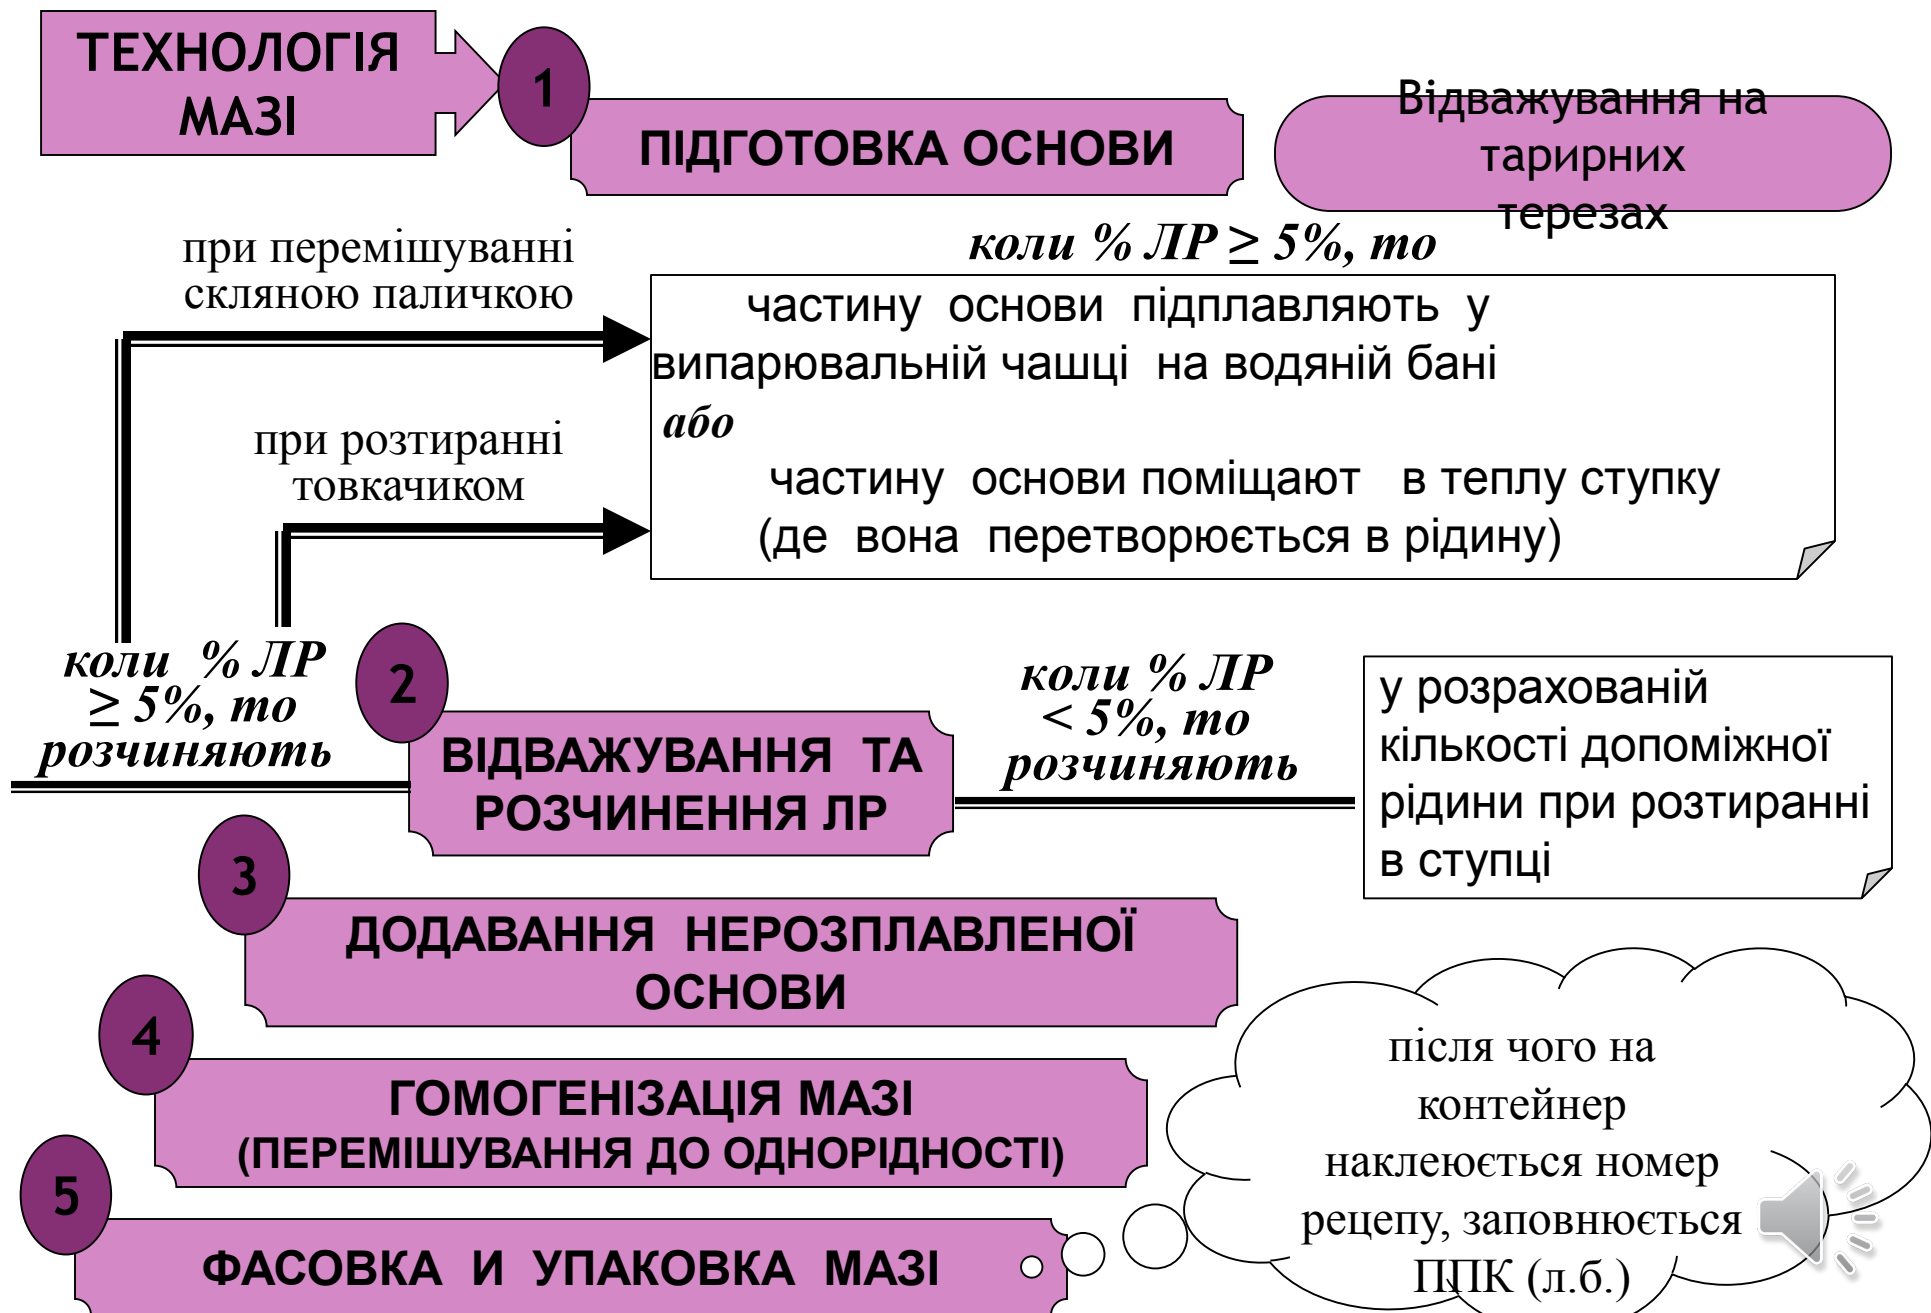 ТЕХНОЛОГІЯ
МАЗІ
1
ПІДГОТОВКА ОСНОВИ
Відважування на
тарирних
терезах
при перемішуванні
скляною паличкою
коли % ЛР ≥ 5%, то
частину основи підплавляють у
випарювальній чашці на водяній бані
або
при розтиранні
товкачиком
частину основи поміщают в теплу ступку
(де вона перетворюється в рідину)
коли % ЛР
≥ 5%, то
розчиняють
2
ВІДВАЖУВАННЯ ТА
РОЗЧИНЕННЯ ЛР
коли % ЛР
< 5%, то
розчиняють
у розрахованій
кількості допоміжної
рідини при розтиранні
в ступці
3
ДОДАВАННЯ НЕРОЗПЛАВЛЕНОЇ
ОСНОВИ
4
ГОМОГЕНІЗАЦІЯ МАЗІ
(ПЕРЕМІШУВАННЯ ДО ОДНОРІДНОСТІ)
5
ФАСОВКА И УПАКОВКА МАЗІ
після чого на
контейнер
наклеюється номер
рецепу, заповнюється
ППК (л.б.)